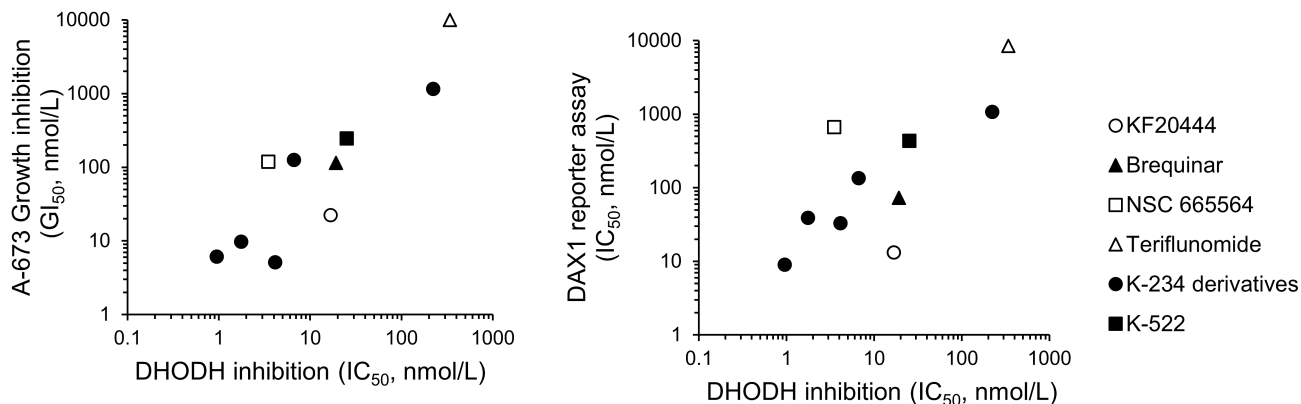 A-673 Growth inhibition
(GI50, nmol/L)
10000
1000
100
10
1
0.1 1 10 100 1000
DHODH inhibition (IC50, nmol/L)
DAX1 reporter assay
(IC50, nmol/L)
10000
1000
100
10
1
0.1 1 10 100 1000
DHODH inhibition (IC50, nmol/L)
KF20444
Brequinar
NSC 665564
Teriflunomide
K-234 derivatives
K-522